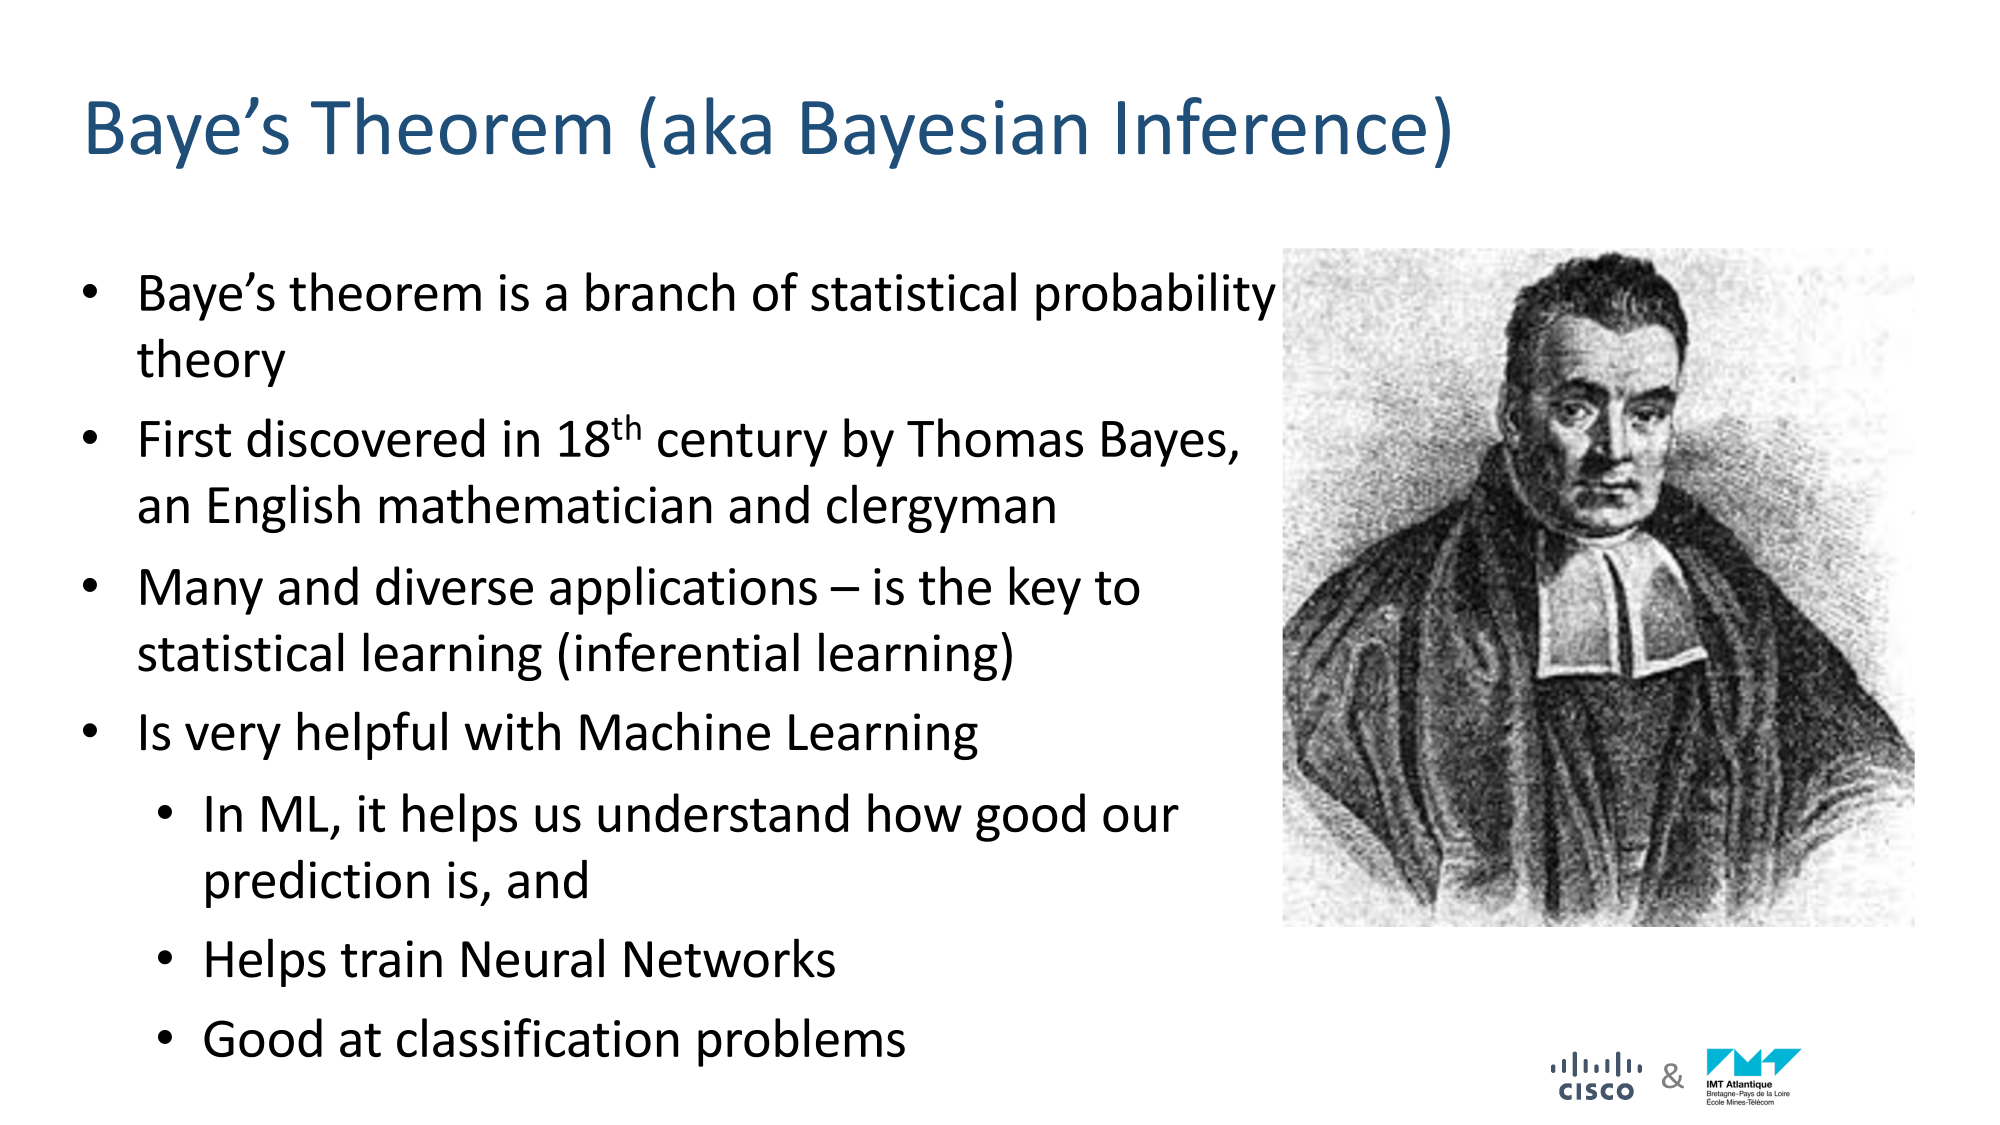 Baye’s Theorem (aka Bayesian Inference)
• Baye’s theorem is a branch of statistical probability
theory
• First discovered in 18th century by Thomas Bayes,
an English mathematician and clergyman
• Many and diverse applications – is the key to
statistical learning (inferential learning)
• Is very helpful with Machine Learning
• In ML, it helps us understand how good our
prediction is, and
• Helps train Neural Networks
• Good at classification problems
CISCO & IMT Atlantique
Bretagne-Pays de la Loire
École Mines-Télécom